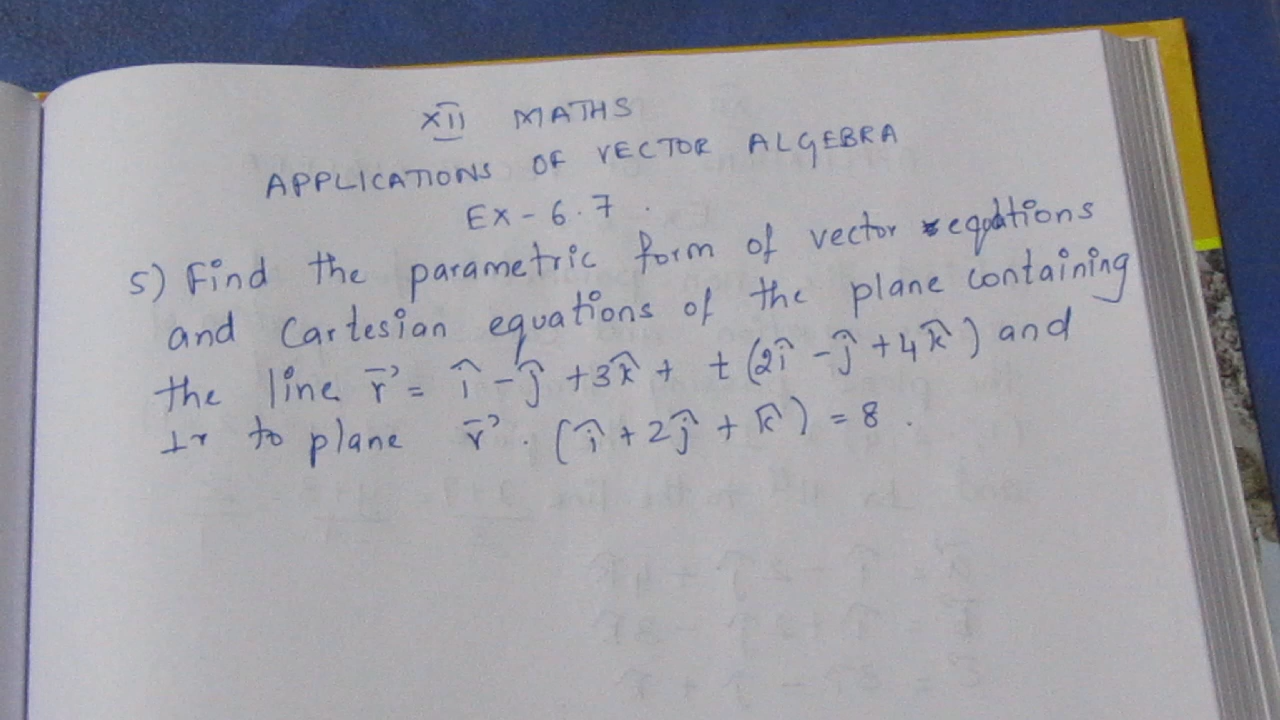 XII MATHS
APPLICATIONS OF VECTOR ALGEBRA
EX - 6.7.
5) Find the parametric form of vector equations
and Cartesian equations of the plane containing
the line r⃗ = î - ĵ + 3k̂ + t (2î - ĵ + 4k̂) and
⊥r to plane r⃗ . (î + 2ĵ + k̂) = 8.